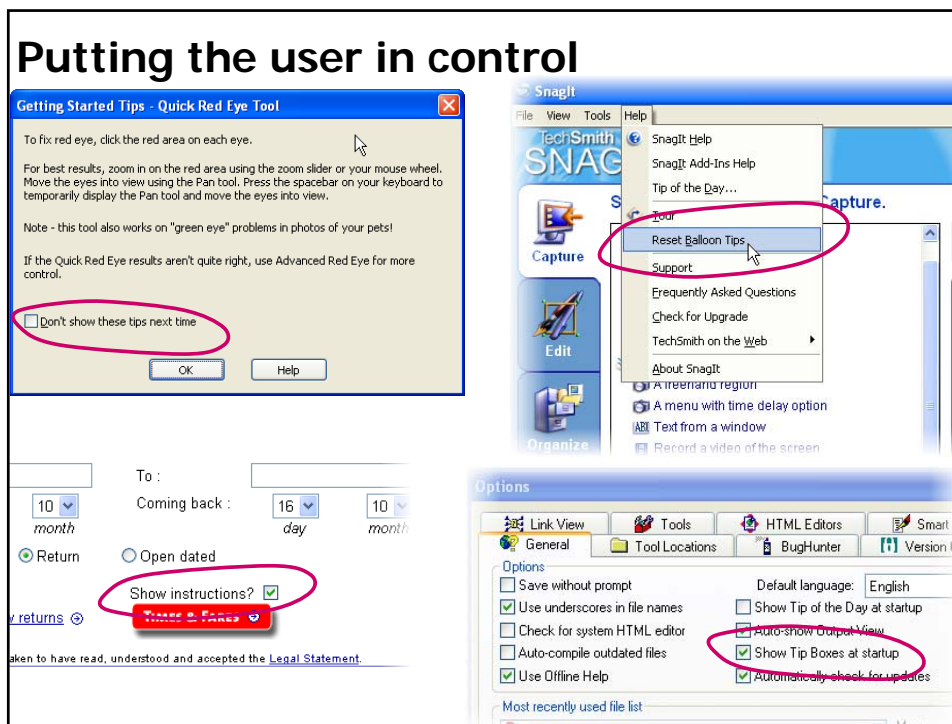 Putting the user in control
Getting Started Tips - Quick Red Eye Tool
To fix red eye, click the red area on each eye.
For best results, zoom in on the red area using the zoom slider or your mouse wheel.
Move the eyes into view using the Pan tool. Press the spacebar on your keyboard to
temporarily display the Pan tool and move the eyes into view.
Note - this tool also works on "green eye" problems in photos of your pets!
If the Quick Red Eye results aren't quite right, use Advanced Red Eye for more
control.
Don't show these tips next time
OK Help
SnagIt
File View Tools Help
TechSmith
SNAG
SnagIt Help
SnagIt Add-Ins Help
Tip of the Day...
S Capture.
Tour
Reset Balloon Tips
Capture
Support
Frequently Asked Questions
Check for Upgrade
TechSmith on the Web
Edit
About SnagIt
A freehand region
A menu with time delay option
Text from a window
Organize
Record a video of the screen
To :
10 Coming back : 16 10
month day month
Return Open dated
Show instructions?
y returns
TIMES & FARES
aken to have read, understood and accepted the Legal Statement.
Options
Link View Tools HTML Editors Smart
General Tool Locations BugHunter Version
Options
Save without prompt Default language: English
Use underscores in file names Show Tip of the Day at startup
Check for system HTML editor Auto-show Output View
Auto-compile outdated files Show Tip Boxes at startup
Use Offline Help Automatically check for updates
Most recently used file list